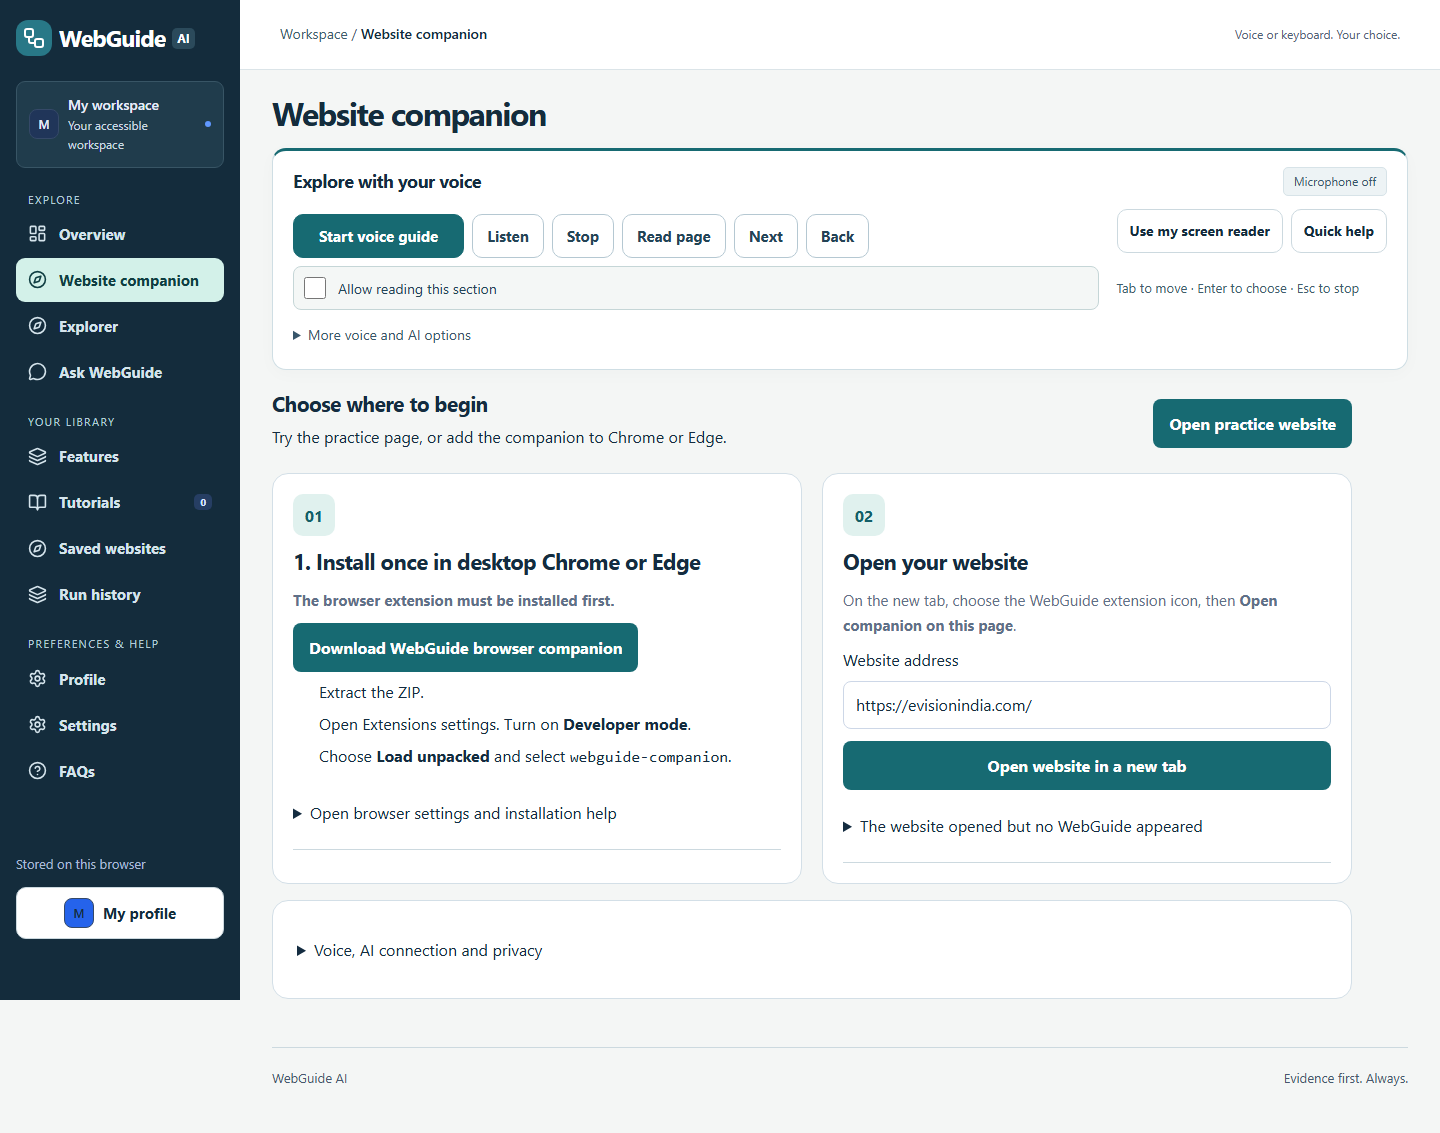 WebGuide AI
My workspace
M
Your accessible
workspace
EXPLORE
Overview
Website companion
Explorer
Ask WebGuide
YOUR LIBRARY
Features
Tutorials 0
Saved websites
Run history
PREFERENCES & HELP
Profile
Settings
FAQs
Stored on this browser
M My profile
Workspace / Website companion
Voice or keyboard. Your choice.
Website companion
Explore with your voice
Microphone off
Start voice guide Listen Stop Read page Next Back
Use my screen reader Quick help
Allow reading this section
Tab to move · Enter to choose · Esc to stop
More voice and AI options
Choose where to begin
Try the practice page, or add the companion to Chrome or Edge.
Open practice website
01
1. Install once in desktop Chrome or Edge
The browser extension must be installed first.
Download WebGuide browser companion
Extract the ZIP.
Open Extensions settings. Turn on Developer mode.
Choose Load unpacked and select webguide-companion.
Open browser settings and installation help
02
Open your website
On the new tab, choose the WebGuide extension icon, then Open
companion on this page.
Website address
https://evisionindia.com/
Open website in a new tab
The website opened but no WebGuide appeared
Voice, AI connection and privacy
WebGuide AI
Evidence first. Always.